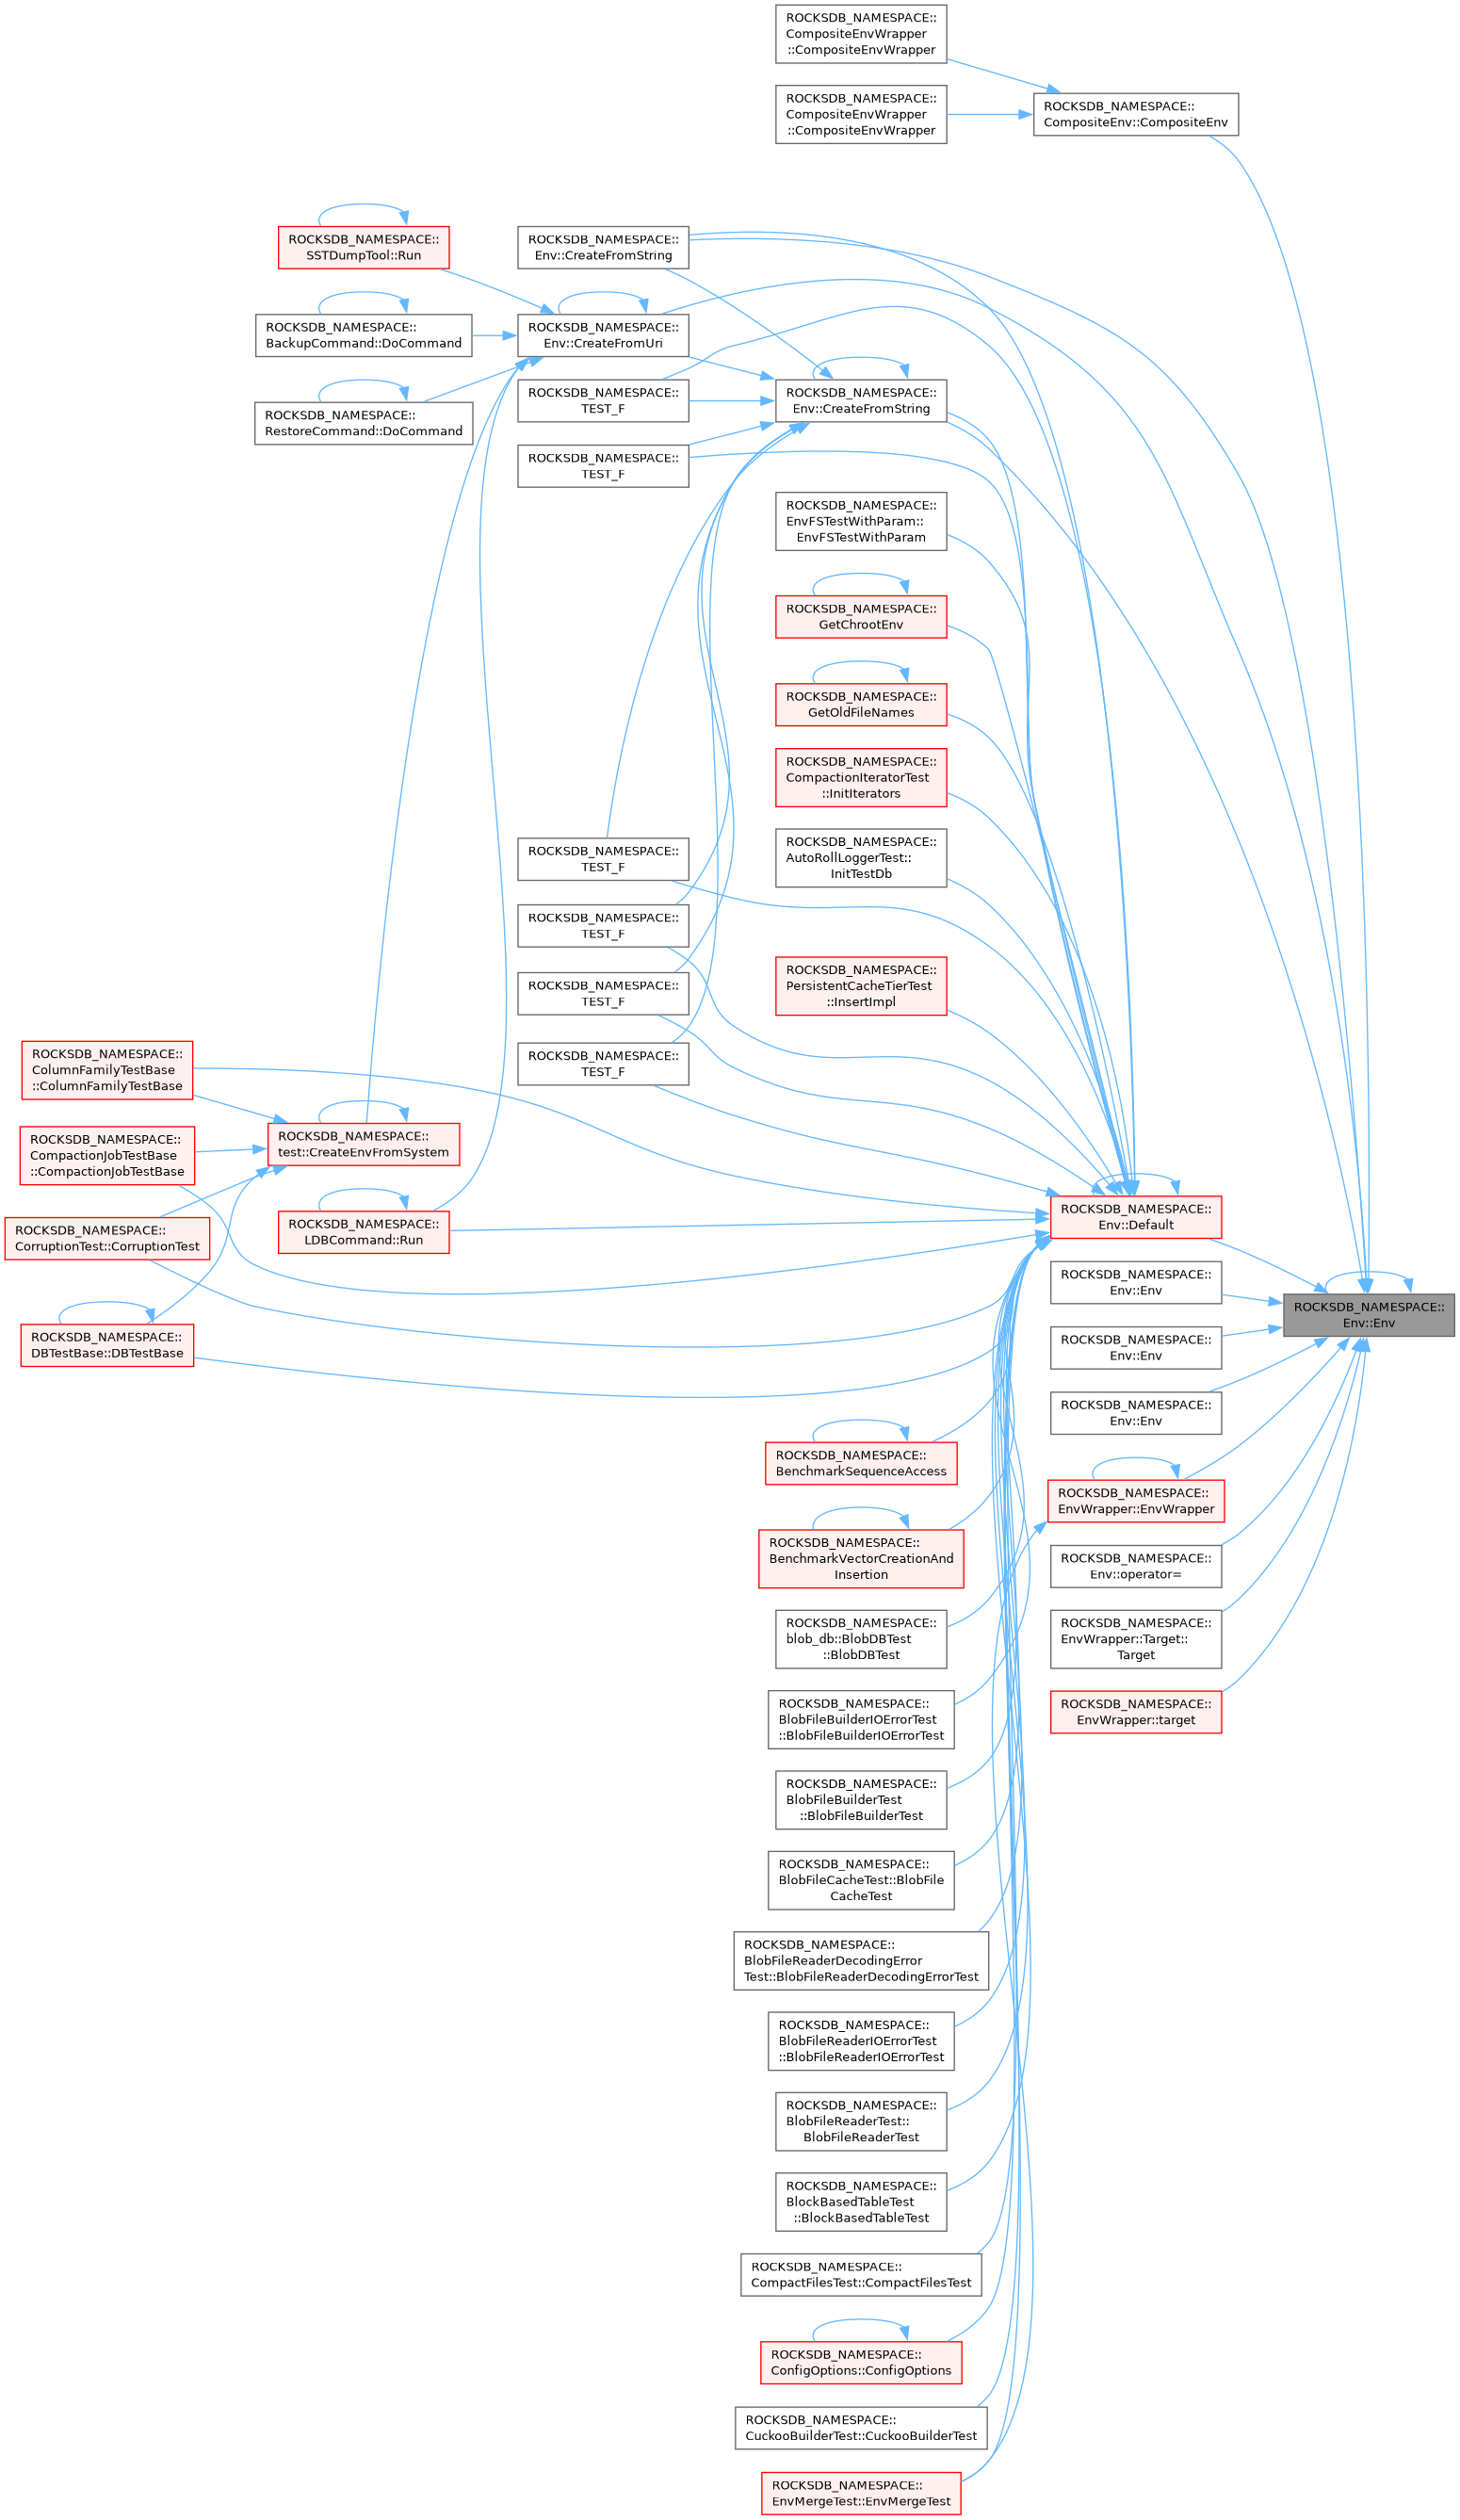 ROCKSDB_NAMESPACE::
CompositeEnvWrapper
::CompositeEnvWrapper
ROCKSDB_NAMESPACE::
CompositeEnvWrapper
::CompositeEnvWrapper
ROCKSDB_NAMESPACE::
CompositeEnv::CompositeEnv
ROCKSDB_NAMESPACE::
SSTDumpTool::Run
ROCKSDB_NAMESPACE::
Env::CreateFromString
ROCKSDB_NAMESPACE::
BackupCommand::DoCommand
ROCKSDB_NAMESPACE::
Env::CreateFromUri
ROCKSDB_NAMESPACE::
RestoreCommand::DoCommand
ROCKSDB_NAMESPACE::
TEST_F
ROCKSDB_NAMESPACE::
Env::CreateFromString
ROCKSDB_NAMESPACE::
TEST_F
ROCKSDB_NAMESPACE::
EnvFSTestWithParam::
EnvFSTestWithParam
ROCKSDB_NAMESPACE::
GetChrootEnv
ROCKSDB_NAMESPACE::
GetOldFileNames
ROCKSDB_NAMESPACE::
CompactionIteratorTest
::InitIterators
ROCKSDB_NAMESPACE::
TEST_F
ROCKSDB_NAMESPACE::
AutoRollLoggerTest::
InitTestDb
ROCKSDB_NAMESPACE::
TEST_F
ROCKSDB_NAMESPACE::
TEST_F
ROCKSDB_NAMESPACE::
PersistentCacheTierTest
::InsertImpl
ROCKSDB_NAMESPACE::
TEST_F
ROCKSDB_NAMESPACE::
ColumnFamilyTestBase
::ColumnFamilyTestBase
ROCKSDB_NAMESPACE::
CompactionJobTestBase
::CompactionJobTestBase
ROCKSDB_NAMESPACE::
test::CreateEnvFromSystem
ROCKSDB_NAMESPACE::
CorruptionTest::CorruptionTest
ROCKSDB_NAMESPACE::
LDBCommand::Run
ROCKSDB_NAMESPACE::
Env::Default
ROCKSDB_NAMESPACE::
Env::Env
ROCKSDB_NAMESPACE::
Env::Env
ROCKSDB_NAMESPACE::
DBTestBase::DBTestBase
ROCKSDB_NAMESPACE::
Env::Env
ROCKSDB_NAMESPACE::
Env::Env
ROCKSDB_NAMESPACE::
BenchmarkSequenceAccess
ROCKSDB_NAMESPACE::
EnvWrapper::EnvWrapper
ROCKSDB_NAMESPACE::
BenchmarkVectorCreationAnd
Insertion
ROCKSDB_NAMESPACE::
Env::operator=
ROCKSDB_NAMESPACE::
blob_db::BlobDBTest
::BlobDBTest
ROCKSDB_NAMESPACE::
EnvWrapper::Target::
Target
ROCKSDB_NAMESPACE::
BlobFileBuilderIOErrorTest
::BlobFileBuilderIOErrorTest
ROCKSDB_NAMESPACE::
EnvWrapper::target
ROCKSDB_NAMESPACE::
BlobFileBuilderTest
::BlobFileBuilderTest
ROCKSDB_NAMESPACE::
BlobFileCacheTest::BlobFile
CacheTest
ROCKSDB_NAMESPACE::
BlobFileReaderDecodingError
Test::BlobFileReaderDecodingErrorTest
ROCKSDB_NAMESPACE::
BlobFileReaderIOErrorTest
::BlobFileReaderIOErrorTest
ROCKSDB_NAMESPACE::
BlobFileReaderTest::
BlobFileReaderTest
ROCKSDB_NAMESPACE::
BlockBasedTableTest
::BlockBasedTableTest
ROCKSDB_NAMESPACE::
CompactFilesTest::CompactFilesTest
ROCKSDB_NAMESPACE::
ConfigOptions::ConfigOptions
ROCKSDB_NAMESPACE::
CuckooBuilderTest::CuckooBuilderTest
ROCKSDB_NAMESPACE::
EnvMergeTest::EnvMergeTest